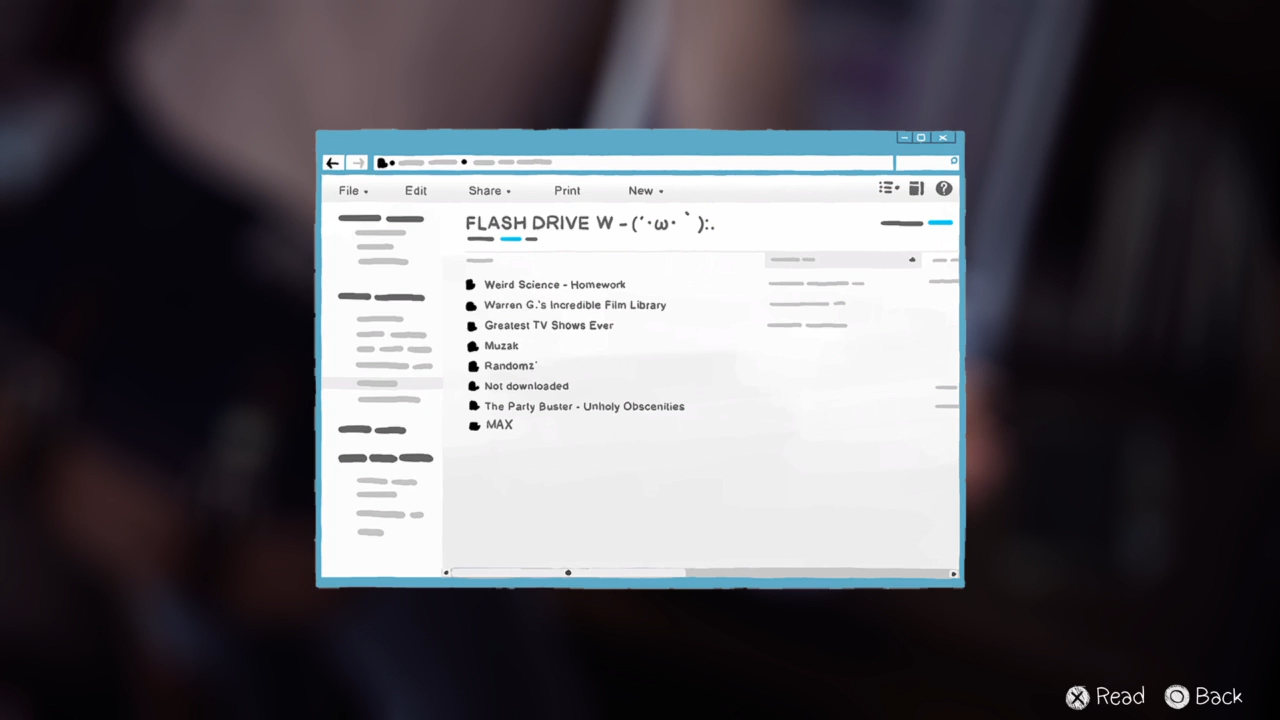 File Edit Share Print New
FLASH DRIVE W -(´･ω･｀):.
Weird Science - Homework
Warren G.'s Incredible Film Library
Greatest TV Shows Ever
Muzak
Randomz'
Not downloaded
The Party Buster - Unholy Obscenities
MAX
Read Back